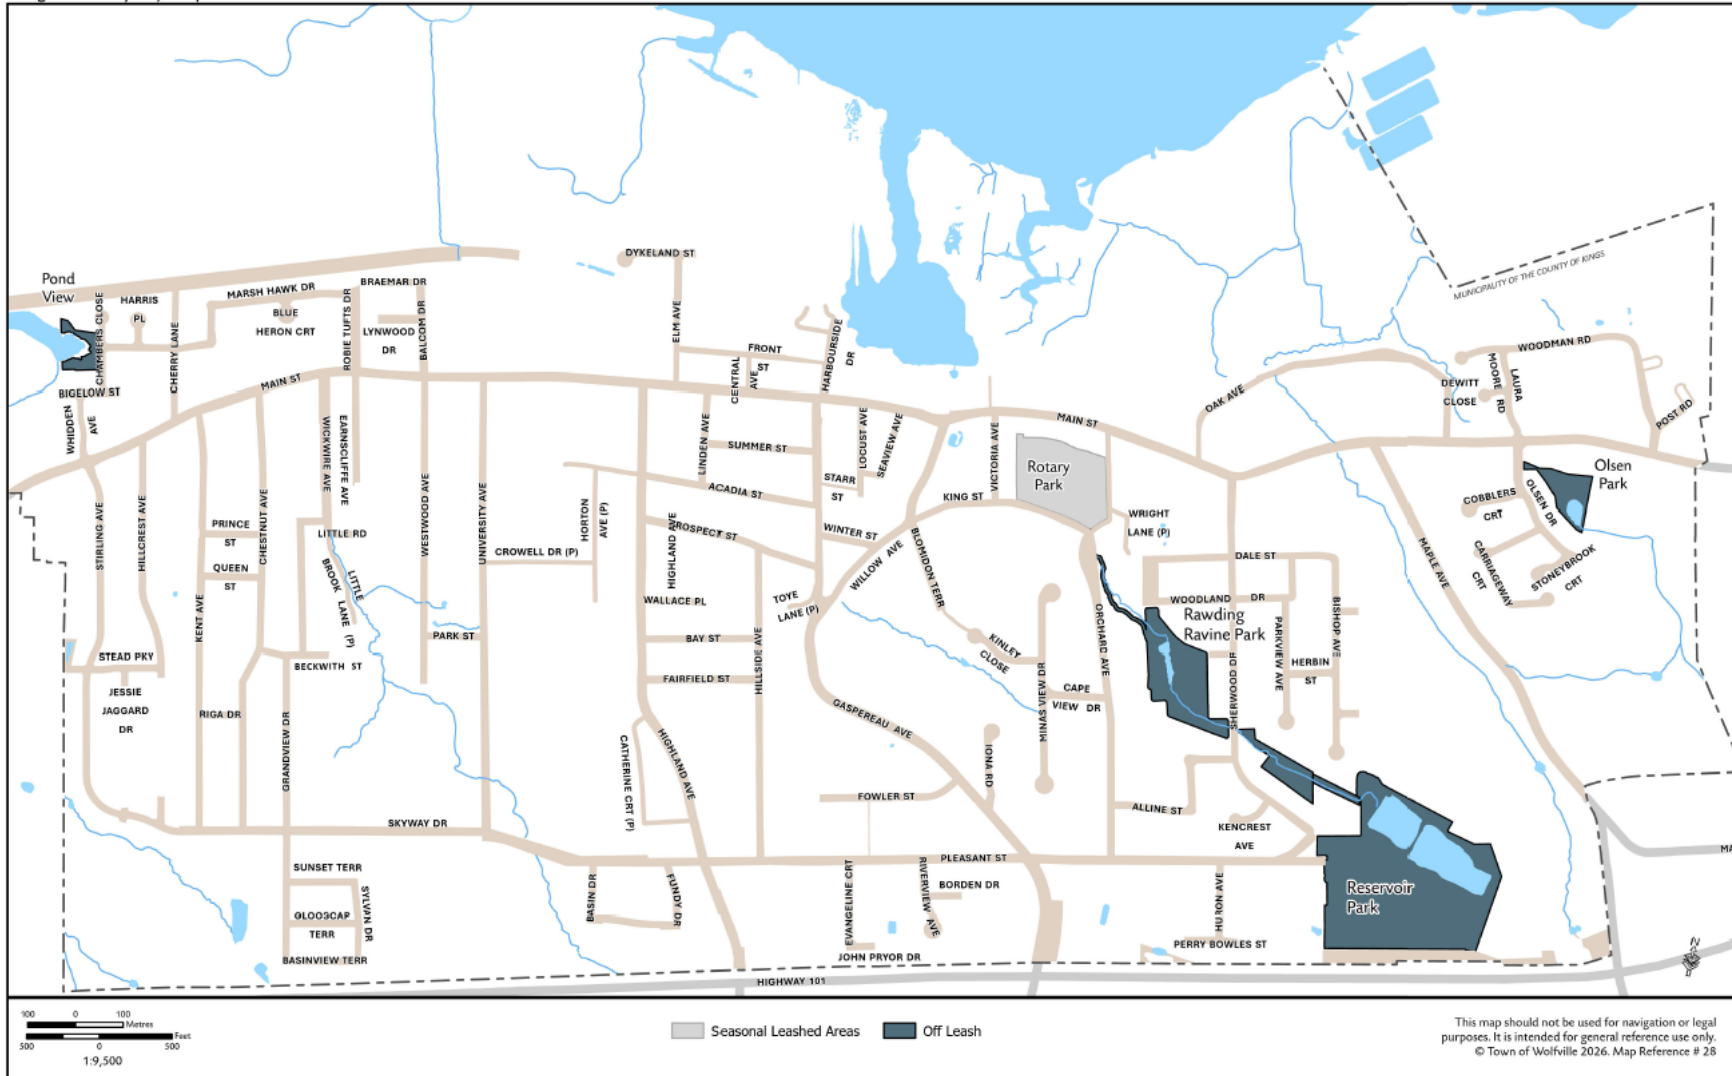 Pond
View
CHAMBERS CLOSE
HARRIS
PL
CHERRY LANE
MARSH HAWK DR
BLUE
HERON CRT
ROBIE TUFTS DR
BRAEMAR DR
LYNWOOD
DR
BALCOM DR
DYKELAND ST
ELM AVE
FRONT
ST
CENTRAL
AVE
HARBOURSIDE
DR
MUNICIPALITY OF THE COUNTY OF KINGS
WOODMAN RD
MOORE RD
LAURA
DEWITT
CLOSE
POST RD
OAK AVE
BIGELOW ST
WHIDDEN
AVE
MAIN ST
MAIN ST
WICKWIRE AVE
EARNSCLIFFE AVE
LINDEN AVE
SUMMER ST
LOCUST AVE
SEAVIEW AVE
VICTORIA AVE
Rotary
Park
Olsen
Park
STARR
ST
ACADIA ST
KING ST
WRIGHT
LANE (P)
COBBLERS
CRT
OLSEN DR
CARRIAGEWAY
CRT
STONEYBROOK
CRT
STIRLING AVE
HILLCREST AVE
PRINCE
ST
QUEEN
ST
KENT AVE
CHESTNUT AVE
LITTLE RD
LITTLE
BROOK LANE (P)
WESTWOOD AVE
UNIVERSITY AVE
HORTON
AVE (P)
CROWELL DR (P)
HIGHLAND AVE
PROSPECT ST
WINTER ST
WILLOW AVE
BLOMIDON TERR
TOYE
LANE (P)
WALLACE PL
DALE ST
WOODLAND DR
Rawding
Ravine Park
MAPLE AVE
BISHOP AVE
PARKVIEW AVE
HERBIN
ST
SHERWOOD DR
ORCHARD AVE
PARK ST
BAY ST
FAIRFIELD ST
HILLSIDE AVE
KINLEY
CLOSE
MINAS VIEW DR
CAPE
VIEW DR
STEAD PKY
JESSIE
JAGGARD
DR
BECKWITH ST
RIGA DR
GRANDVIEW DR
GASPEREAU AVE
IONA RD
CATHERINE CRT (P)
HIGHLAND AVE
FOWLER ST
ALLINE ST
KENCREST
AVE
SKYWAY DR
PLEASANT ST
SUNSET TERR
SYLVAN DR
GLOOSCAP
TERR
BASINVIEW TERR
BASIN DR
FUNDY DR
EVANGELINE CRT
RIVERVIEW AVE
BORDEN DR
JOHN PRYOR DR
HURON AVE
PERRY BOWLES ST
Reservoir
Park
HIGHWAY 101
N
100 0 100
Metres
Feet
500 0 500
1:9,500
Seasonal Leashed Areas
Off Leash
This map should not be used for navigation or legal
purposes. It is intended for general reference use only.
© Town of Wolfville 2026. Map Reference # 28